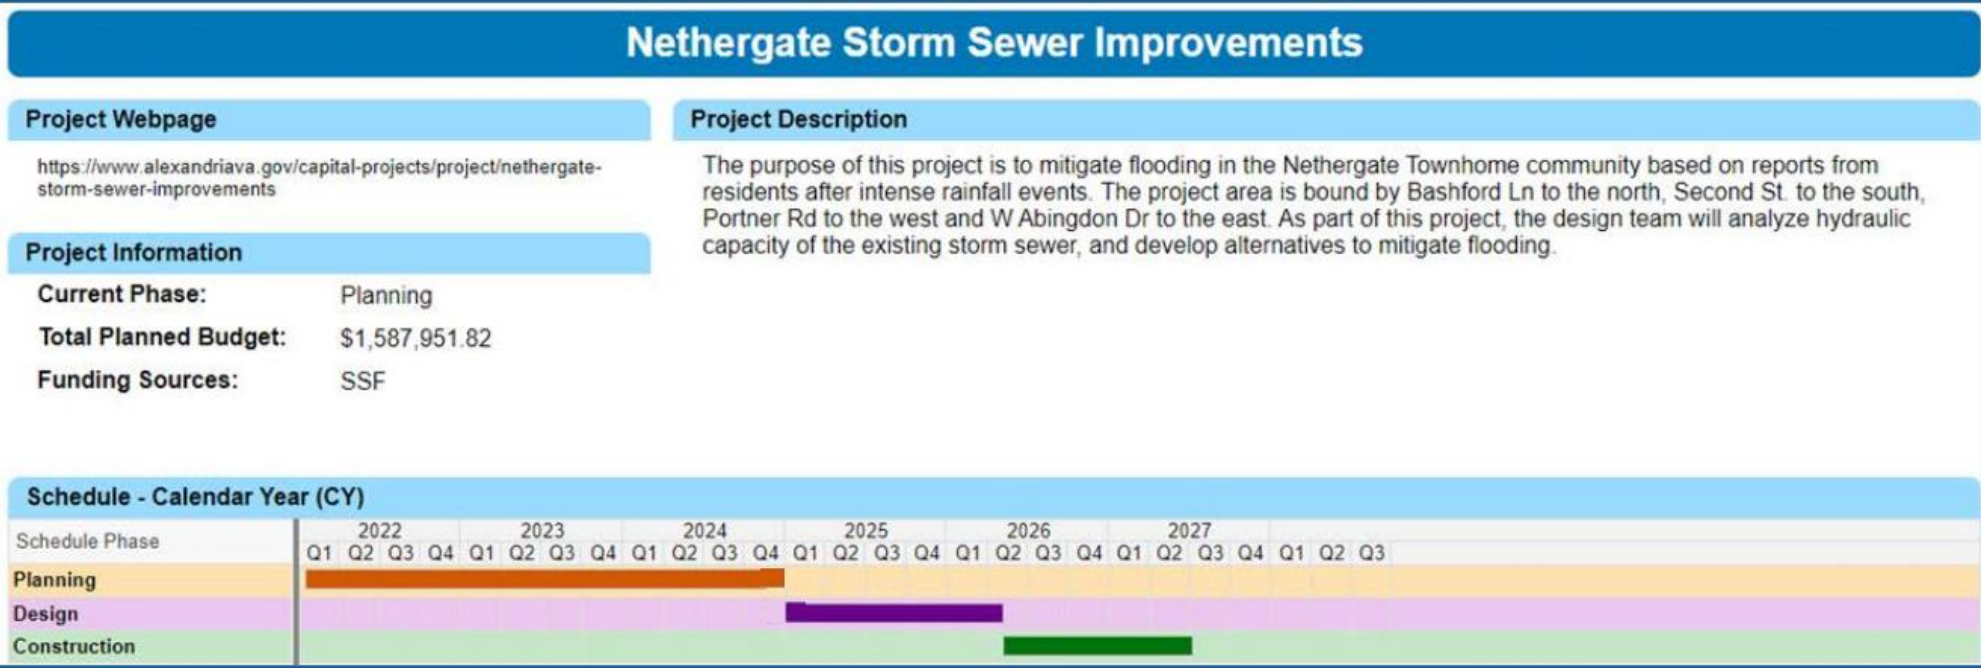 Nethergate Storm Sewer Improvements
Project Webpage
https://www.alexandriava.gov/capital-projects/project/nethergate-
storm-sewer-improvements
Project Information
Current Phase: Planning
Total Planned Budget: $1,587,951.82
Funding Sources: SSF
Project Description
The purpose of this project is to mitigate flooding in the Nethergate Townhome community based on reports from
residents after intense rainfall events. The project area is bound by Bashford Ln to the north, Second St. to the south,
Portner Rd to the west and W Abingdon Dr to the east. As part of this project, the design team will analyze hydraulic
capacity of the existing storm sewer, and develop alternatives to mitigate flooding.
Schedule - Calendar Year (CY)
Schedule Phase
2022 2023 2024 2025 2026 2027
Q1 Q2 Q3 Q4 Q1 Q2 Q3 Q4 Q1 Q2 Q3 Q4 Q1 Q2 Q3 Q4 Q1 Q2 Q3 Q4 Q1 Q2 Q3 Q4 Q1 Q2 Q3
Planning
Design
Construction